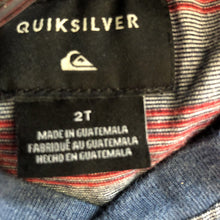 QUIKSILVER
2T
MADE IN GUATEMALA
FABRIQUÉ AU GUATEMALA
HECHO EN GUATEMALA